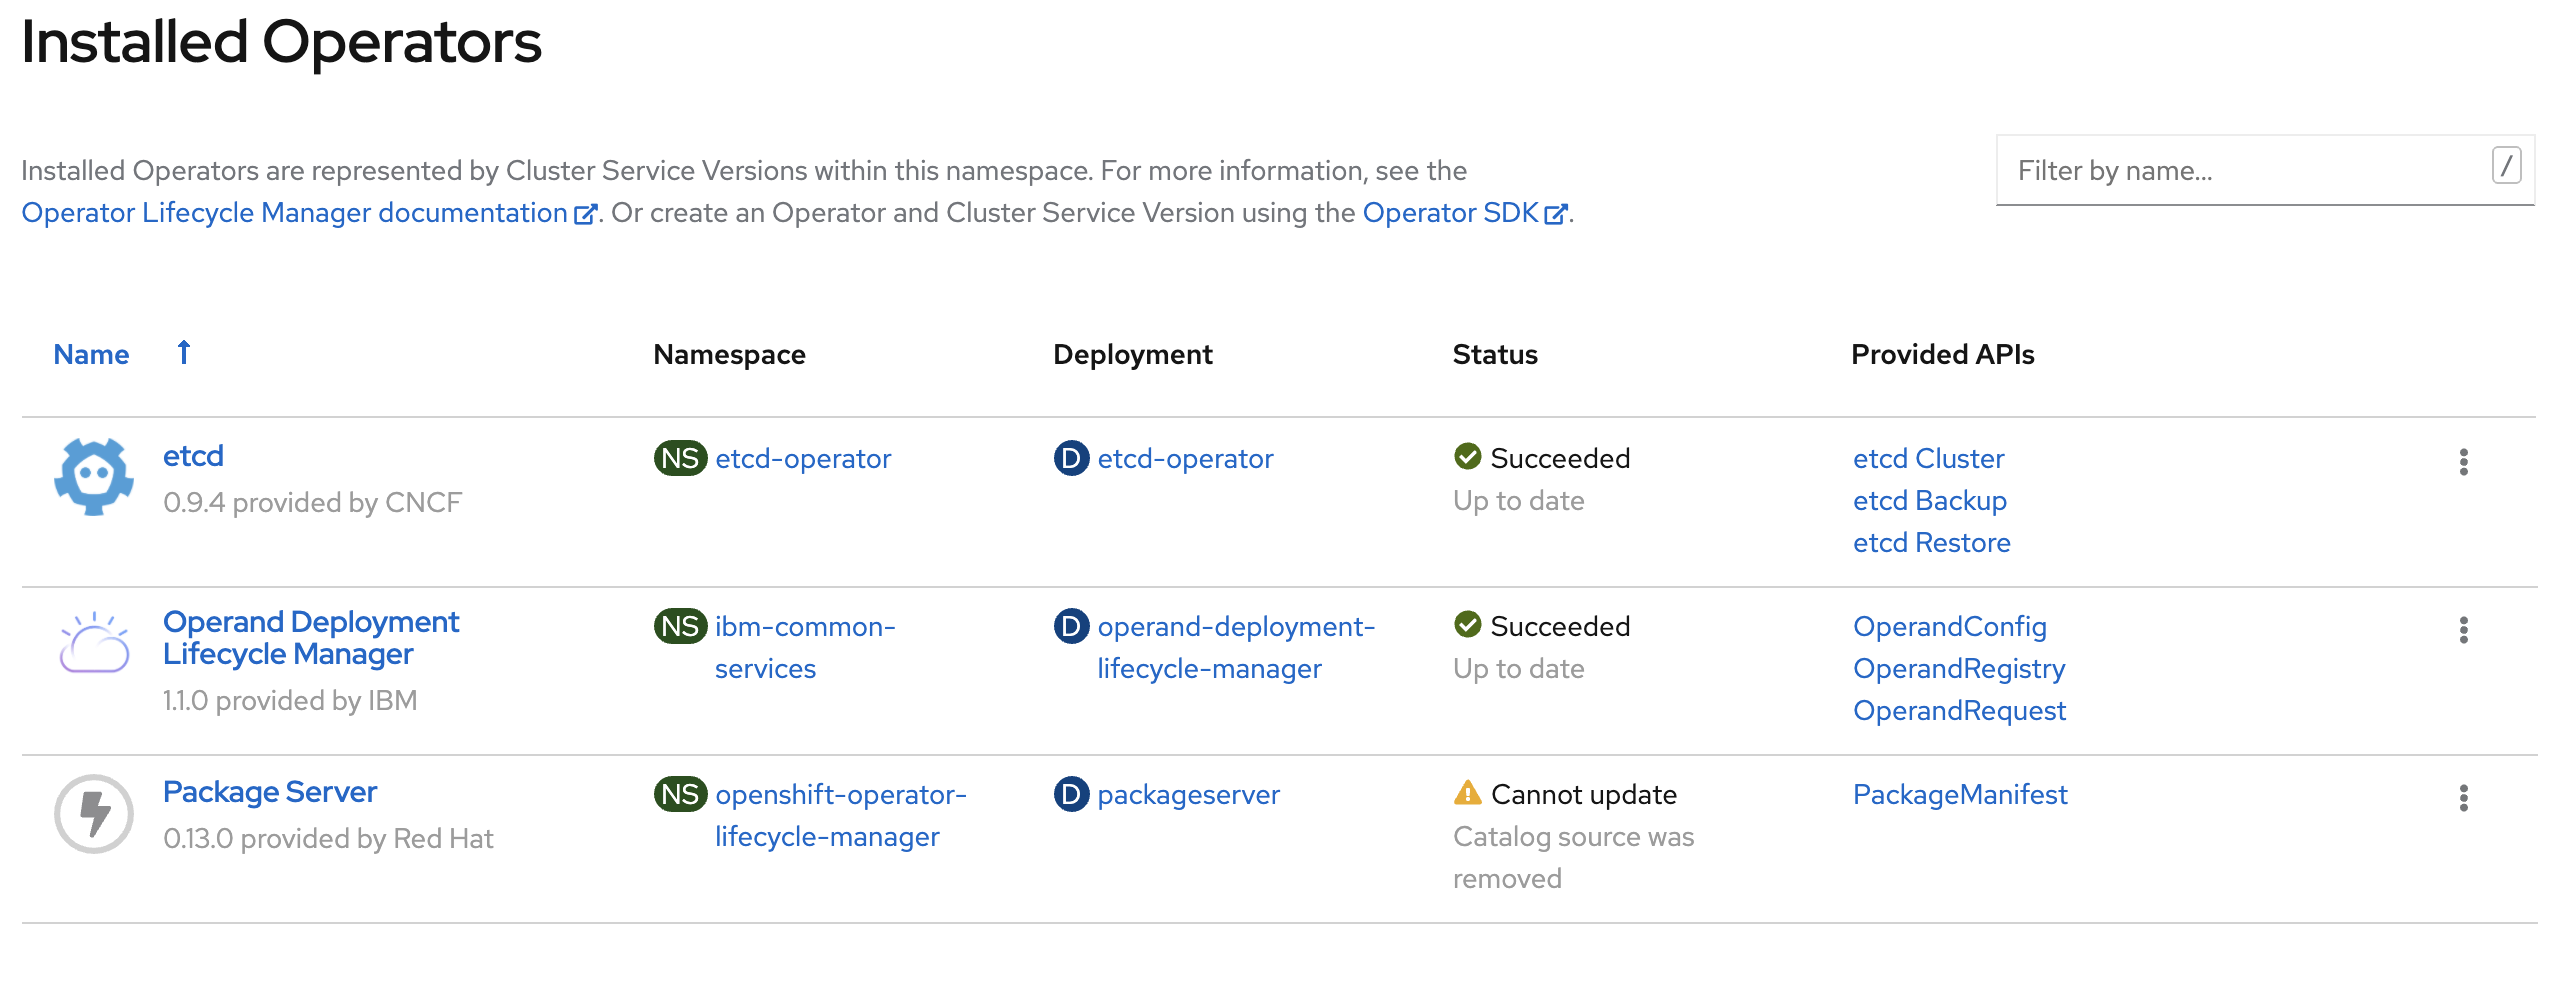 Installed Operators
Installed Operators are represented by Cluster Service Versions within this namespace. For more information, see the
Operator Lifecycle Manager documentation. Or create an Operator and Cluster Service Version using the Operator SDK.
Filter by name...
/
Name
Namespace
Deployment
Status
Provided APIs
etcd
0.9.4 provided by CNCF
NS etcd-operator
D etcd-operator
Succeeded
Up to date
etcd Cluster
etcd Backup
etcd Restore
Operand Deployment
Lifecycle Manager
1.1.0 provided by IBM
NS ibm-common-
services
D operand-deployment-
lifecycle-manager
Succeeded
Up to date
OperandConfig
OperandRegistry
OperandRequest
Package Server
0.13.0 provided by Red Hat
NS openshift-operator-
lifecycle-manager
D packageserver
Cannot update
Catalog source was
removed
PackageManifest